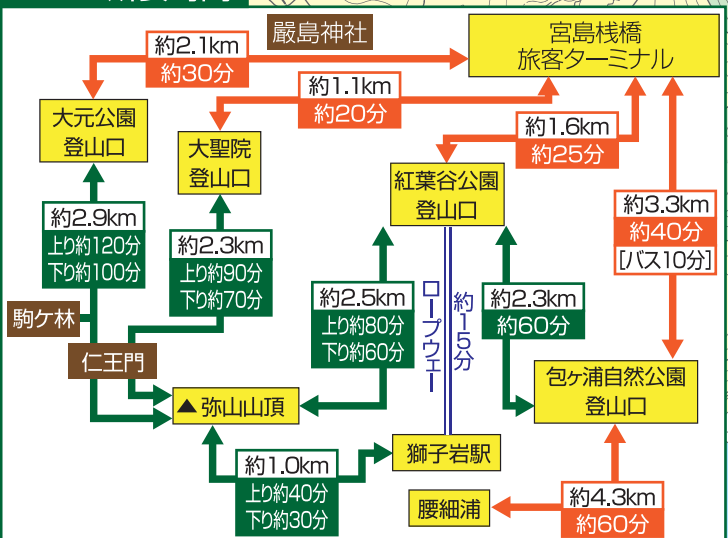 嚴島神社
宮島桟橋
旅客ターミナル
約2.1km
約30分
約1.1km
約20分
約1.6km
約25分
大元公園
登山口
大聖院
登山口
紅葉谷公園
登山口
約3.3km
約40分
[バス10分]
約2.9km
上り約120分
下り約100分
約2.3km
上り約90分
下り約70分
約2.5km
上り約80分
下り約60分
ロープウェー
約15分
約2.3km
約60分
駒ケ林
仁王門
包ヶ浦自然公園
登山口
▲弥山山頂
獅子岩駅
約1.0km
上り約40分
下り約30分
腰細浦
約4.3km
約60分